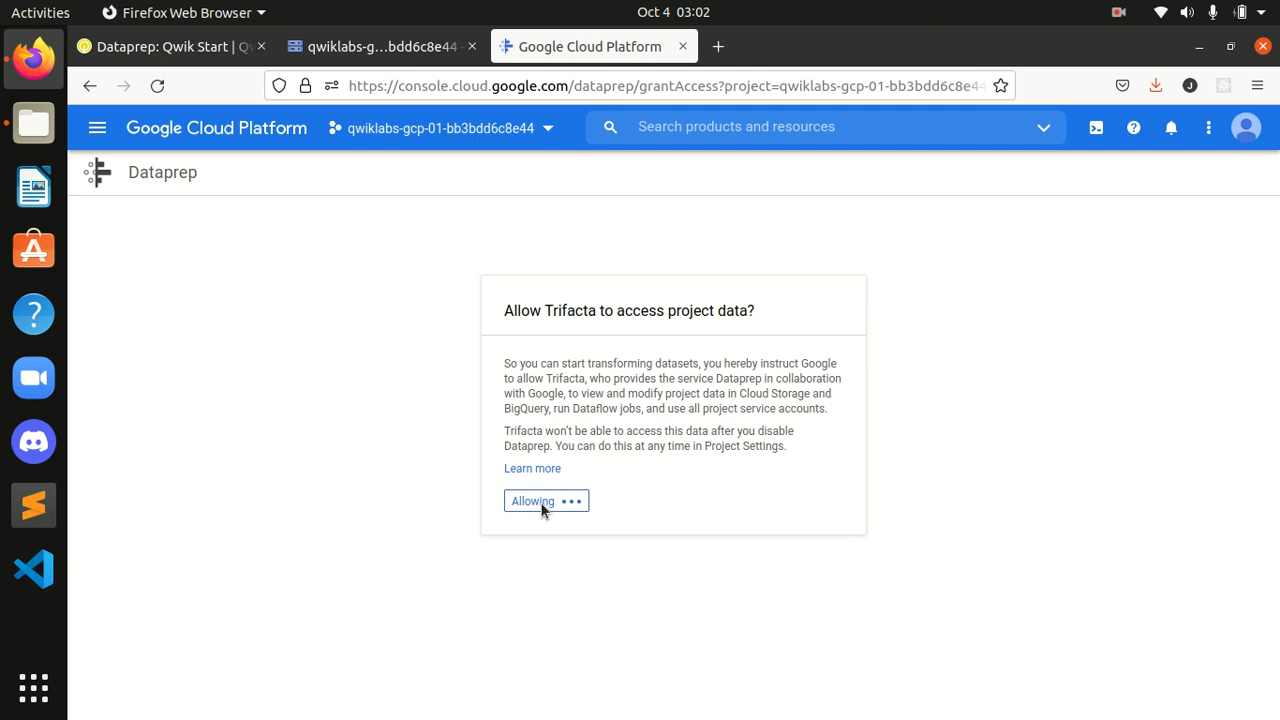 Activities
Firefox Web Browser
Oct 4 03:02
Dataprep: Qwik Start | Qw
qwiklabs-g...bdd6c8e44 -
Google Cloud Platform
https://console.cloud.google.com/dataprep/grantAccess?project=qwiklabs-gcp-01-bb3bdd6c8e44
J
Google Cloud Platform
qwiklabs-gcp-01-bb3bdd6c8e44
Search products and resources
Dataprep
Allow Trifacta to access project data?
So you can start transforming datasets, you hereby instruct Google
to allow Trifacta, who provides the service Dataprep in collaboration
with Google, to view and modify project data in Cloud Storage and
BigQuery, run Dataflow jobs, and use all project service accounts.
Trifacta won't be able to access this data after you disable
Dataprep. You can do this at any time in Project Settings.
Learn more
Allowing